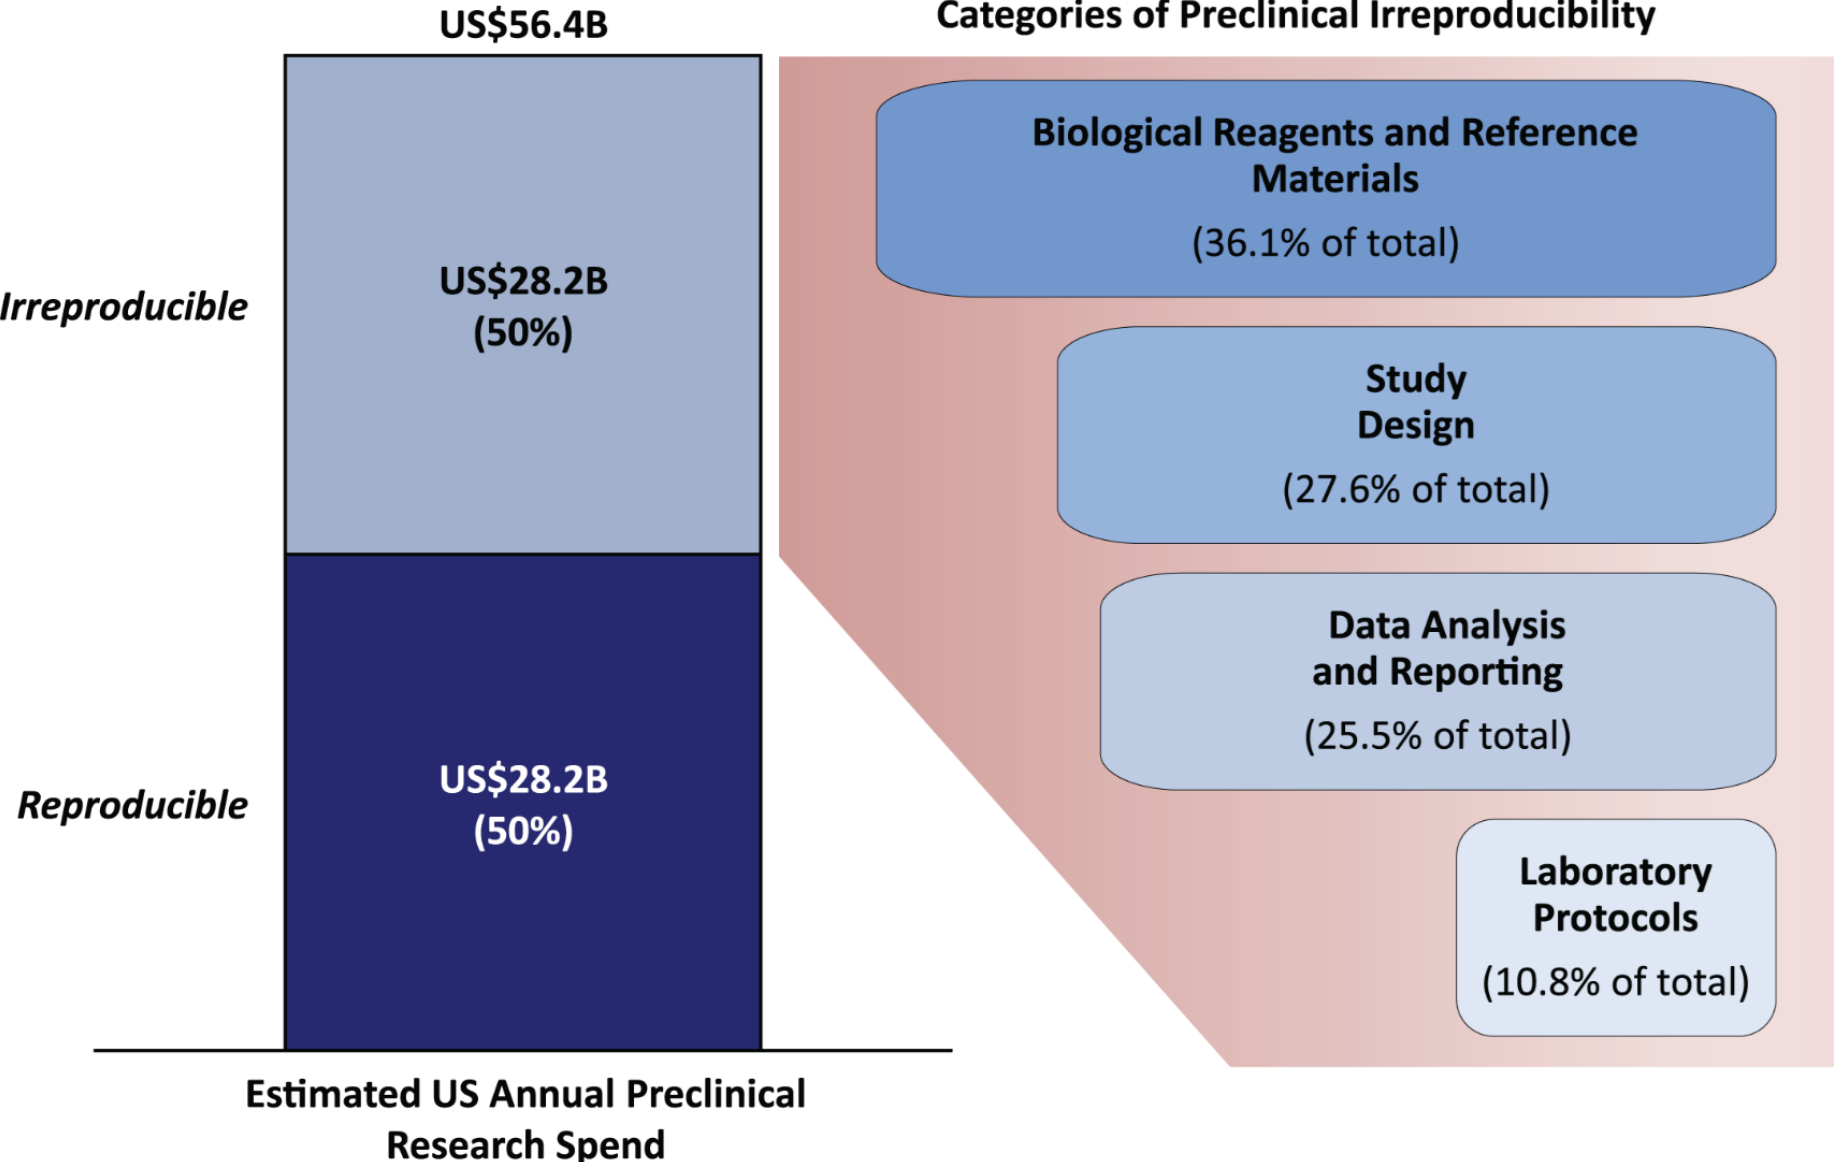 US$56.4B
Irreproducible
US$28.2B
(50%)
Reproducible
US$28.2B
(50%)
Estimated US Annual Preclinical
Research Spend
Categories of Preclinical Irreproducibility
Biological Reagents and Reference
Materials
(36.1% of total)
Study
Design
(27.6% of total)
Data Analysis
and Reporting
(25.5% of total)
Laboratory
Protocols
(10.8% of total)